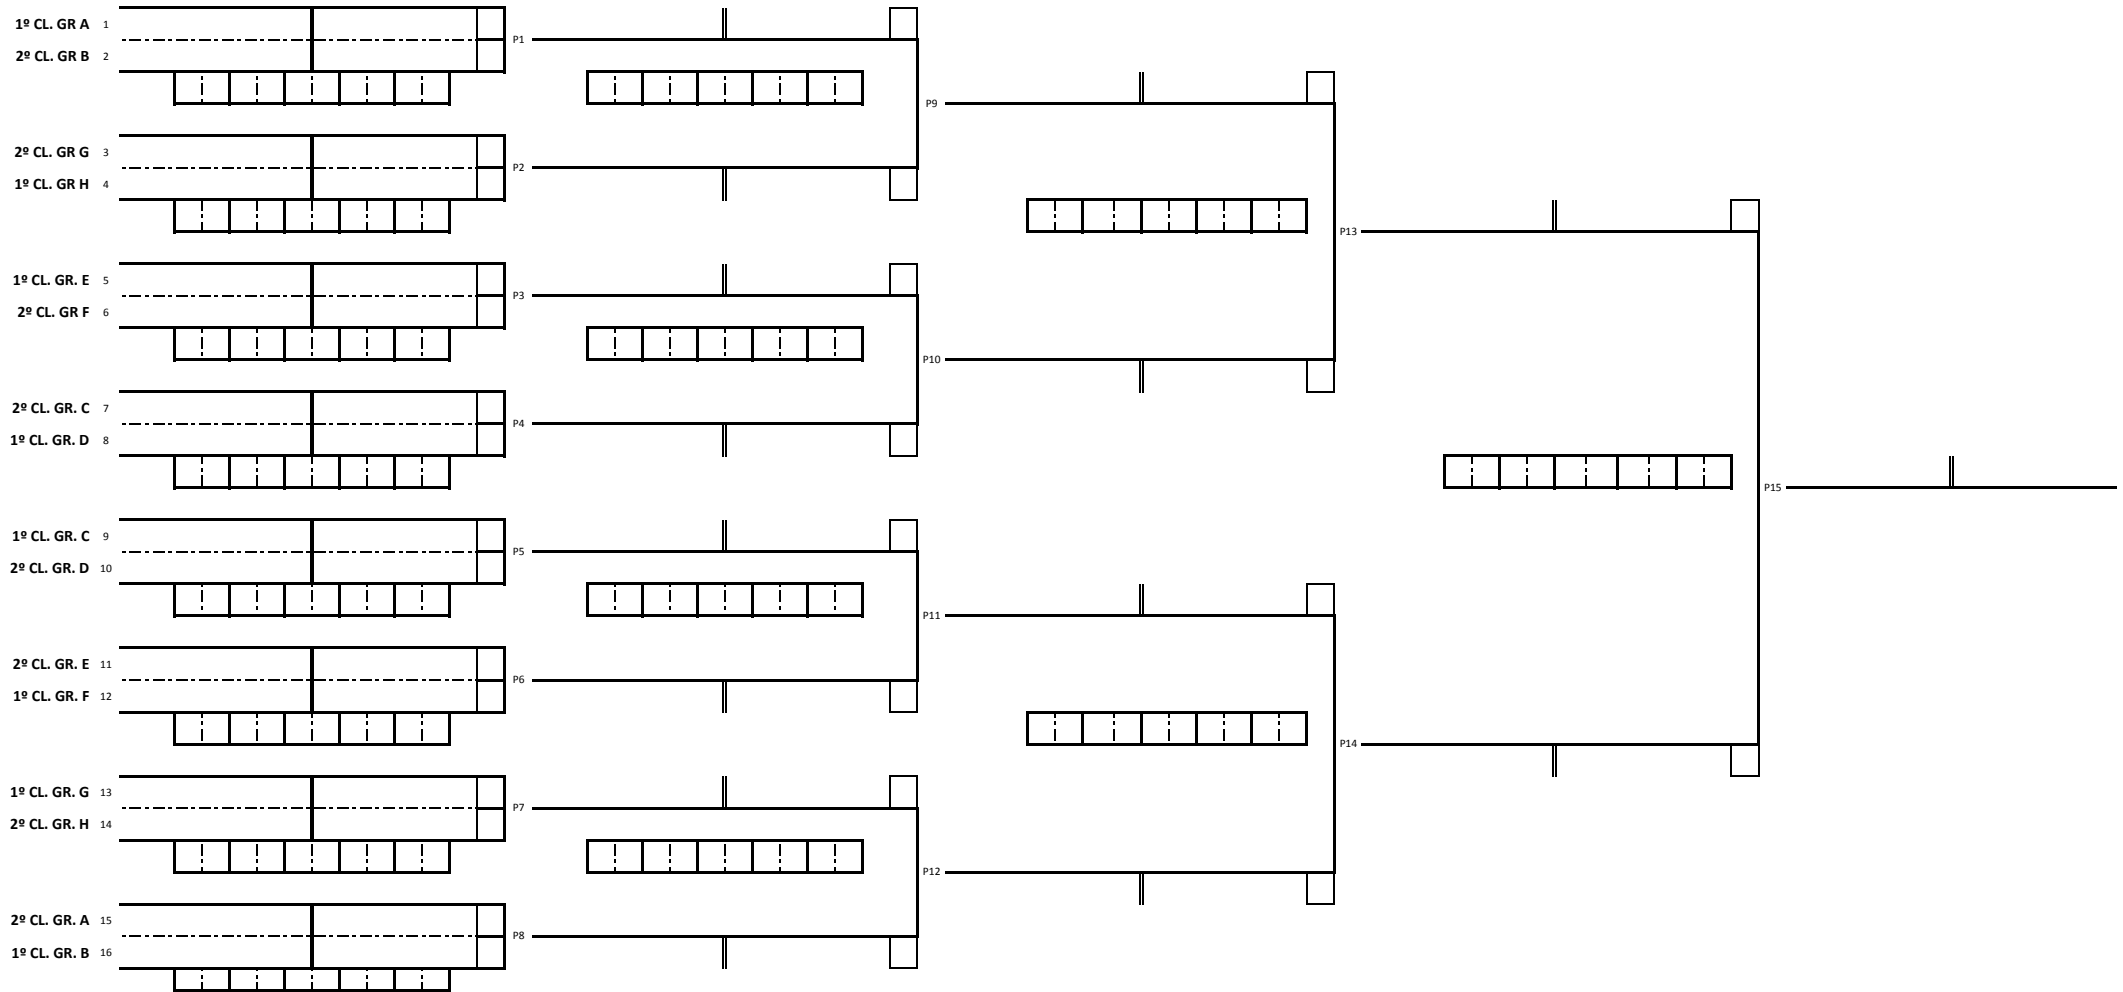 1º CL. GR A 1
P1
2º CL. GR B 2
P9
2º CL. GR G 3
P2
1º CL. GR H 4
P13
1º CL. GR. E 5
P3
2º CL. GR F 6
P10
2º CL. GR. C 7
P4
1º CL. GR. D 8
P15
1º CL. GR. C 9
P5
2º CL. GR. D 10
P11
2º CL. GR. E 11
P6
1º CL. GR. F 12
P14
1º CL. GR. G 13
P7
2º CL. GR. H 14
P12
2º CL. GR. A 15
P8
1º CL. GR. B 16